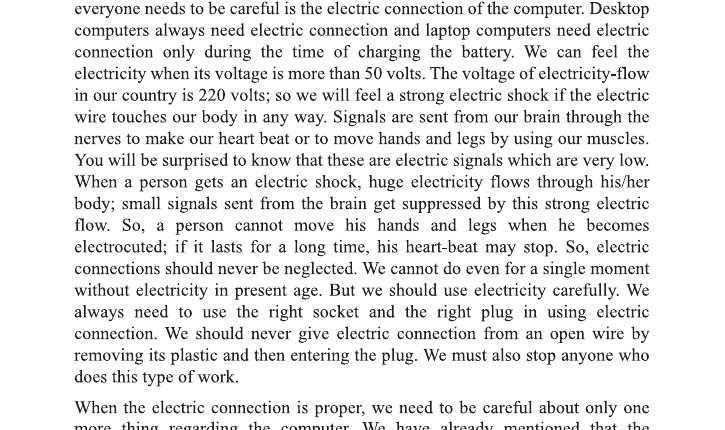 everyone needs to be careful is the electric connection of the computer. Desktop
computers always need electric connection and laptop computers need electric
connection only during the time of charging the battery. We can feel the
electricity when its voltage is more than 50 volts. The voltage of electricity-flow
in our country is 220 volts; so we will feel a strong electric shock if the electric
wire touches our body in any way. Signals are sent from our brain through the
nerves to make our heart beat or to move hands and legs by using our muscles.
You will be surprised to know that these are electric signals which are very low.
When a person gets an electric shock, huge electricity flows through his/her
body; small signals sent from the brain get suppressed by this strong electric
flow. So, a person cannot move his hands and legs when he becomes
electrocuted; if it lasts for a long time, his heart-beat may stop. So, electric
connections should never be neglected. We cannot do even for a single moment
without electricity in present age. But we should use electricity carefully. We
always need to use the right socket and the right plug in using electric
connection. We should never give electric connection from an open wire by
removing its plastic and then entering the plug. We must also stop anyone who
does this type of work.
When the electric connection is proper, we need to be careful about only one
more thing regarding the computer. We have already mentioned that the